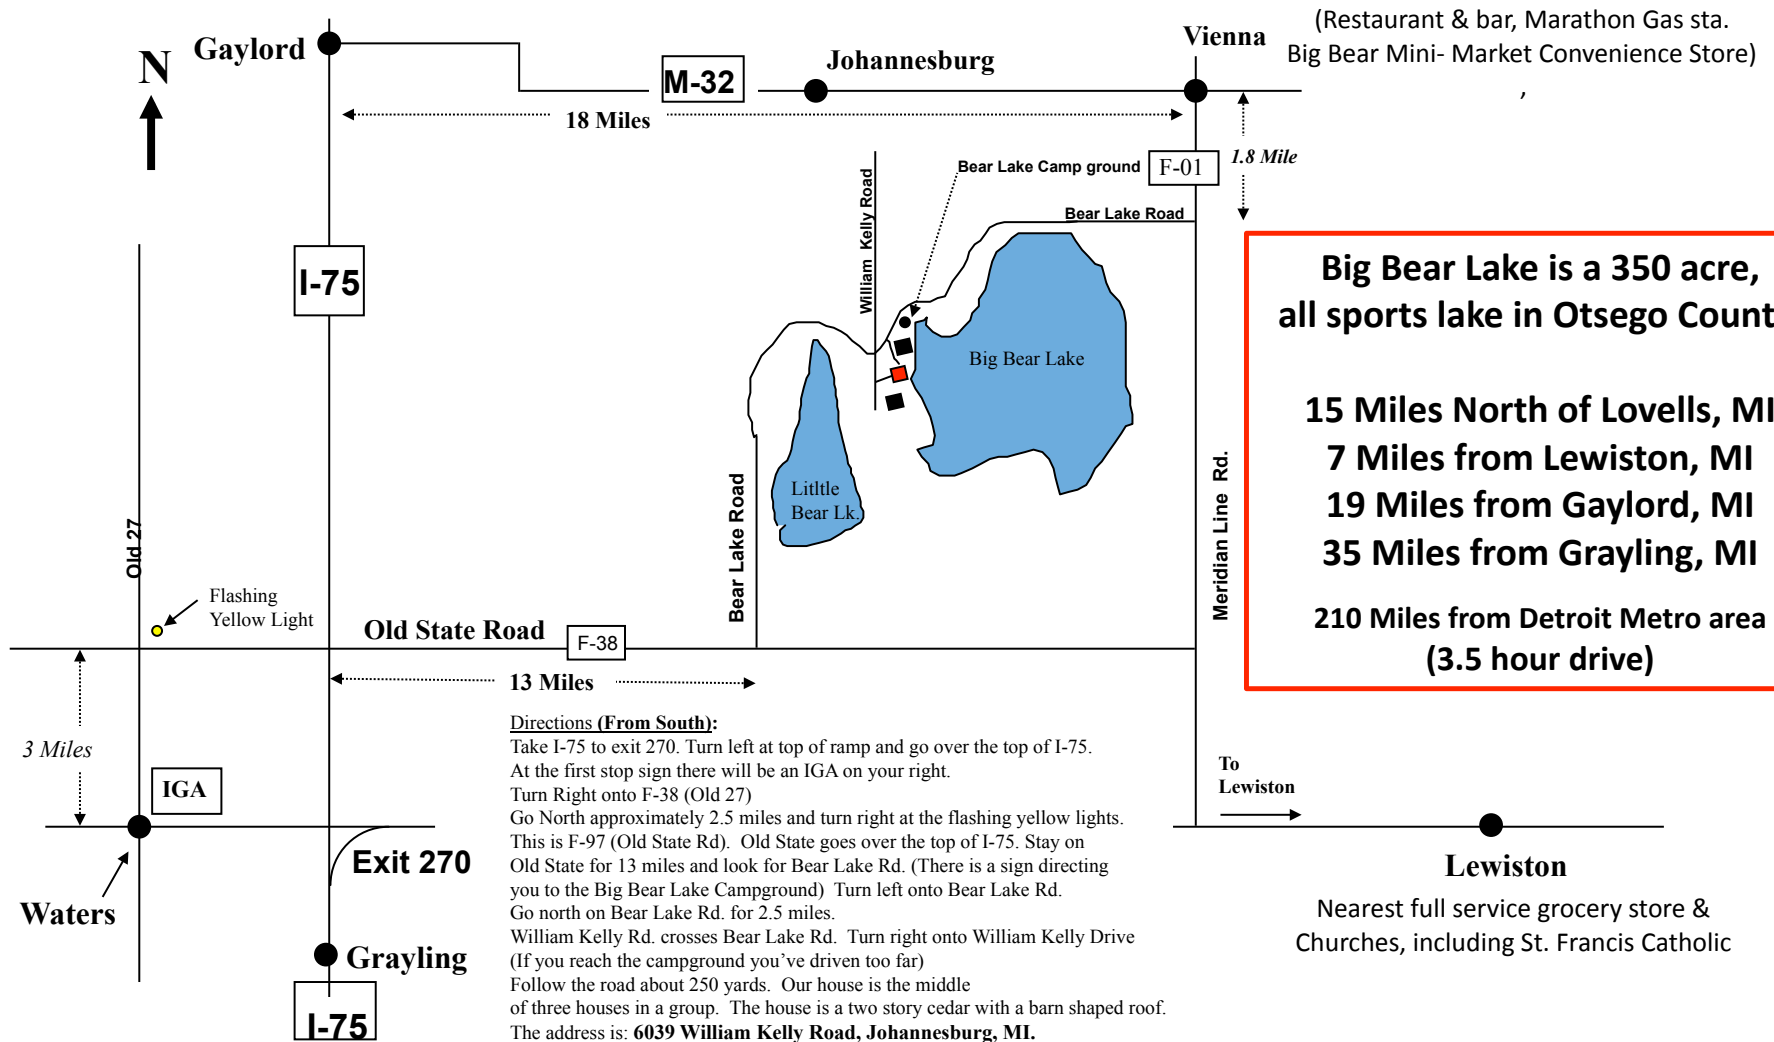 Gaylord
N
M-32
Johannesburg
Vienna
(Restaurant & bar, Marathon Gas sta.
Big Bear Mini- Market Convenience Store)
,
18 Miles
1.8 Mile
Bear Lake Camp ground
F-01
William Kelly Road
Bear Lake Road
I-75
Big Bear Lake
Litltle
Bear Lk.
Bear Lake Road
Meridian Line Rd.
Big Bear Lake is a 350 acre,
all sports lake in Otsego Count
15 Miles North of Lovells, MI
7 Miles from Lewiston, MI
19 Miles from Gaylord, MI
35 Miles from Grayling, MI
210 Miles from Detroit Metro area
(3.5 hour drive)
Old 27
Flashing
Yellow Light
Old State Road
F-38
13 Miles
3 Miles
IGA
Exit 270
Waters
Grayling
I-75
Directions (From South):
Take I-75 to exit 270. Turn left at top of ramp and go over the top of I-75.
At the first stop sign there will be an IGA on your right.
Turn Right onto F-38 (Old 27)
Go North approximately 2.5 miles and turn right at the flashing yellow lights.
This is F-97 (Old State Rd).  Old State goes over the top of I-75. Stay on
Old State for 13 miles and look for Bear Lake Rd. (There is a sign directing
you to the Big Bear Lake Campground)  Turn left onto Bear Lake Rd.
Go north on Bear Lake Rd. for 2.5 miles.
William Kelly Rd. crosses Bear Lake Rd.  Turn right onto William Kelly Drive
(If you reach the campground you've driven too far)
Follow the road about 250 yards.  Our house is the middle
of three houses in a group.  The house is a two story cedar with a barn shaped roof.
The address is: 6039 William Kelly Road, Johannesburg, MI.
To
Lewiston
Lewiston
Nearest full service grocery store &
Churches, including St. Francis Catholic